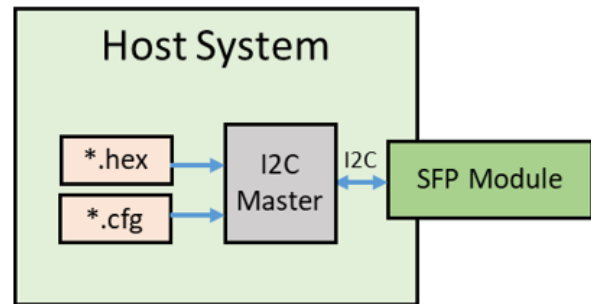 Host System
*.hex
*.cfg
I2C
Master
I2C
SFP Module